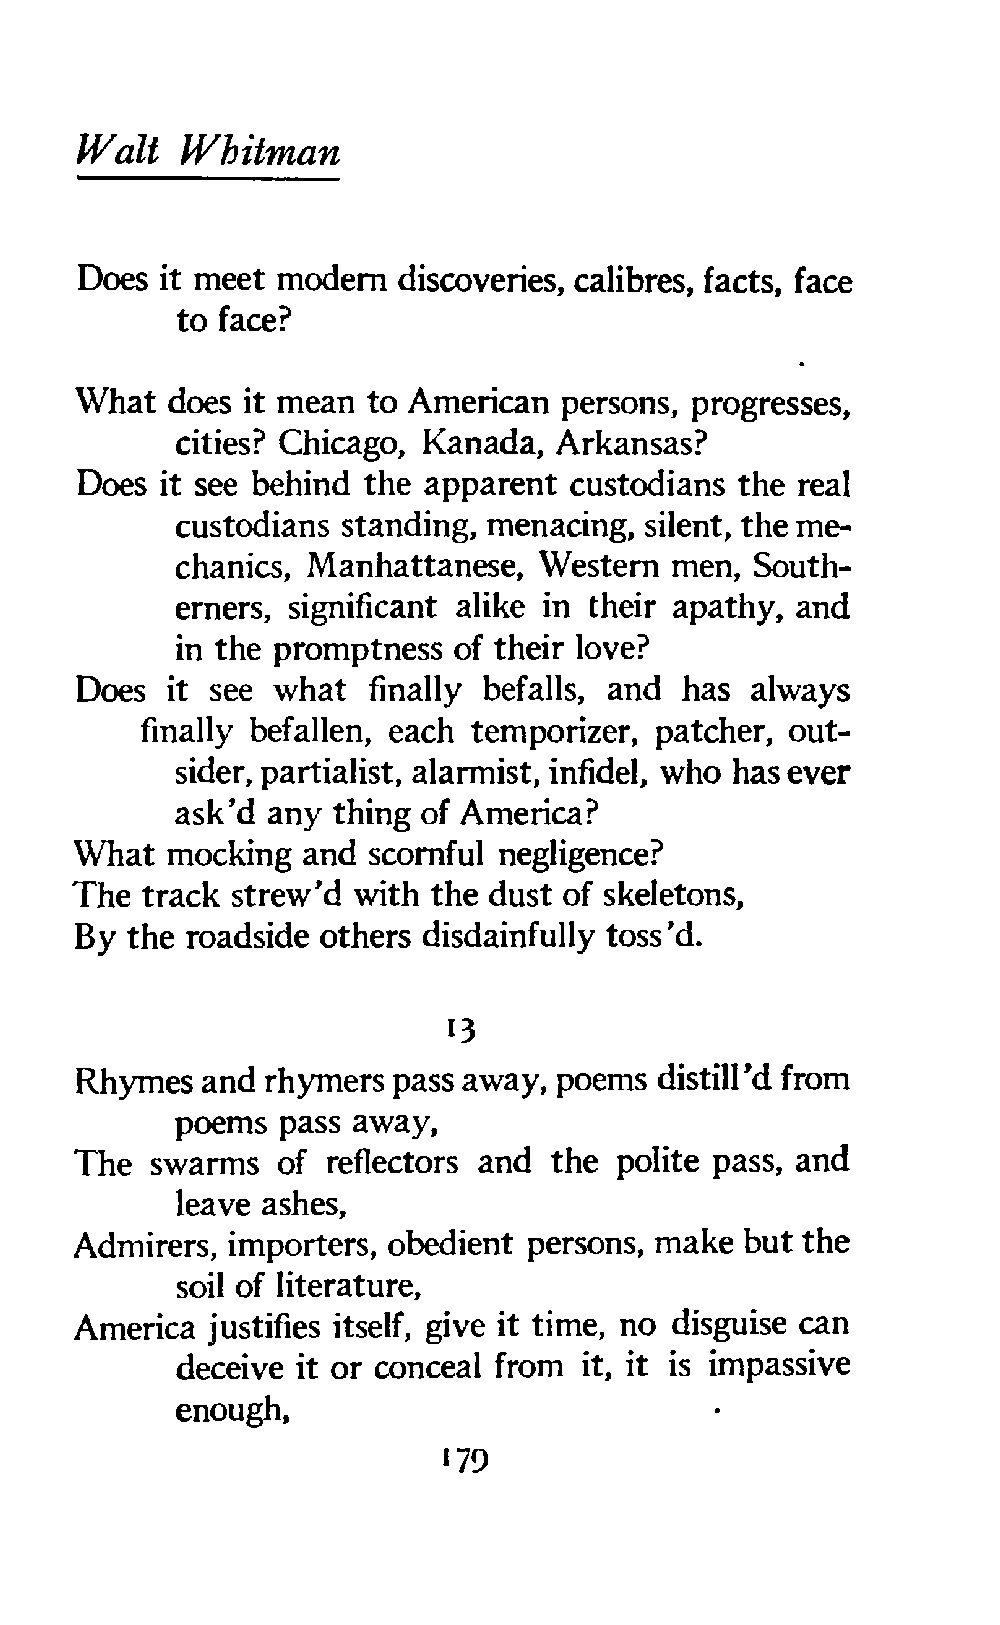 Walt Whitman
Does it meet modern discoveries, calibres, facts, face
to face?
What does it mean to American persons, progresses,
cities? Chicago, Kanada, Arkansas?
Does it see behind the apparent custodians the real
custodians standing, menacing, silent, the me-
chanics, Manhattanese, Western men, South-
erners, significant alike in their apathy, and
in the promptness of their love?
Does it see what finally befalls, and has always
finally befallen, each temporizer, patcher, out-
sider, partialist, alarmist, infidel, who has ever
ask'd any thing of America?
What mocking and scornful negligence?
The track strew'd with the dust of skeletons,
By the roadside others disdainfully toss'd.
13
Rhymes and rhymers pass away, poems distill'd from
poems pass away,
The swarms of reflectors and the polite pass, and
leave ashes,
Admirers, importers, obedient persons, make but the
soil of literature,
America justifies itself, give it time, no disguise can
deceive it or conceal from it, it is impassive
enough,
179